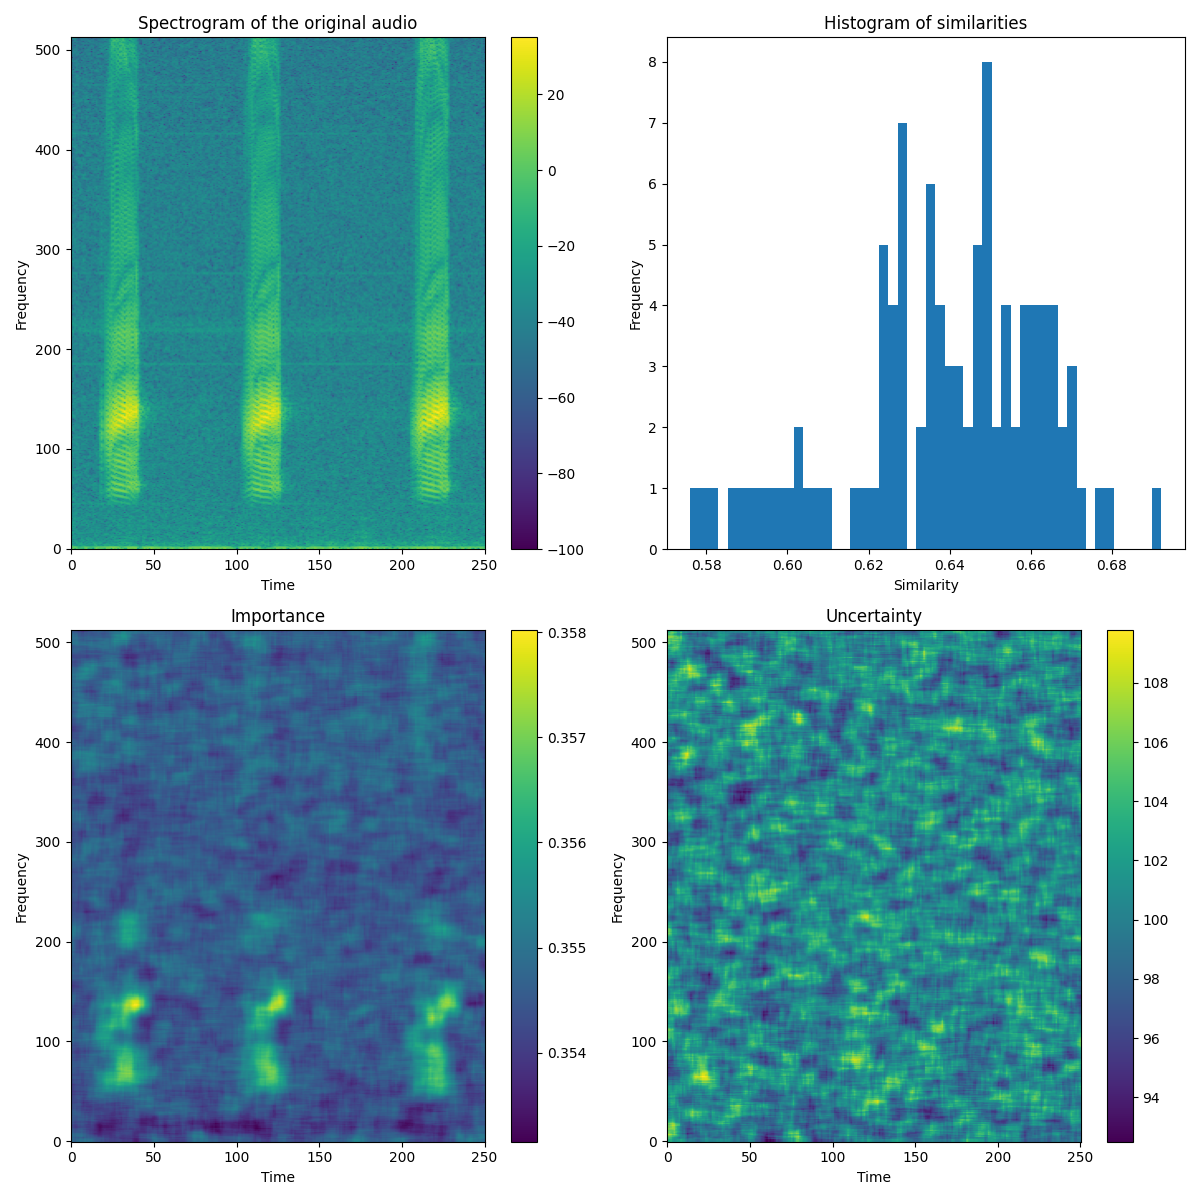 Spectrogram of the original audio
Frequency
500
400
300
200
100
0
0 50 100 150 200 250
Time
20
0
−20
−40
−60
−80
−100
Histogram of similarities
Frequency
8
7
6
5
4
3
2
1
0
0.58 0.60 0.62 0.64 0.66 0.68
Similarity
Importance
Frequency
500
400
300
200
100
0
0 50 100 150 200 250
Time
0.358
0.357
0.356
0.355
0.354
Uncertainty
Frequency
500
400
300
200
100
0
0 50 100 150 200 250
Time
108
106
104
102
100
98
96
94